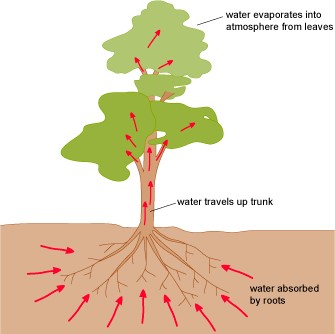 water evaporates into
atmosphere from leaves
water travels up trunk
water absorbed
by roots